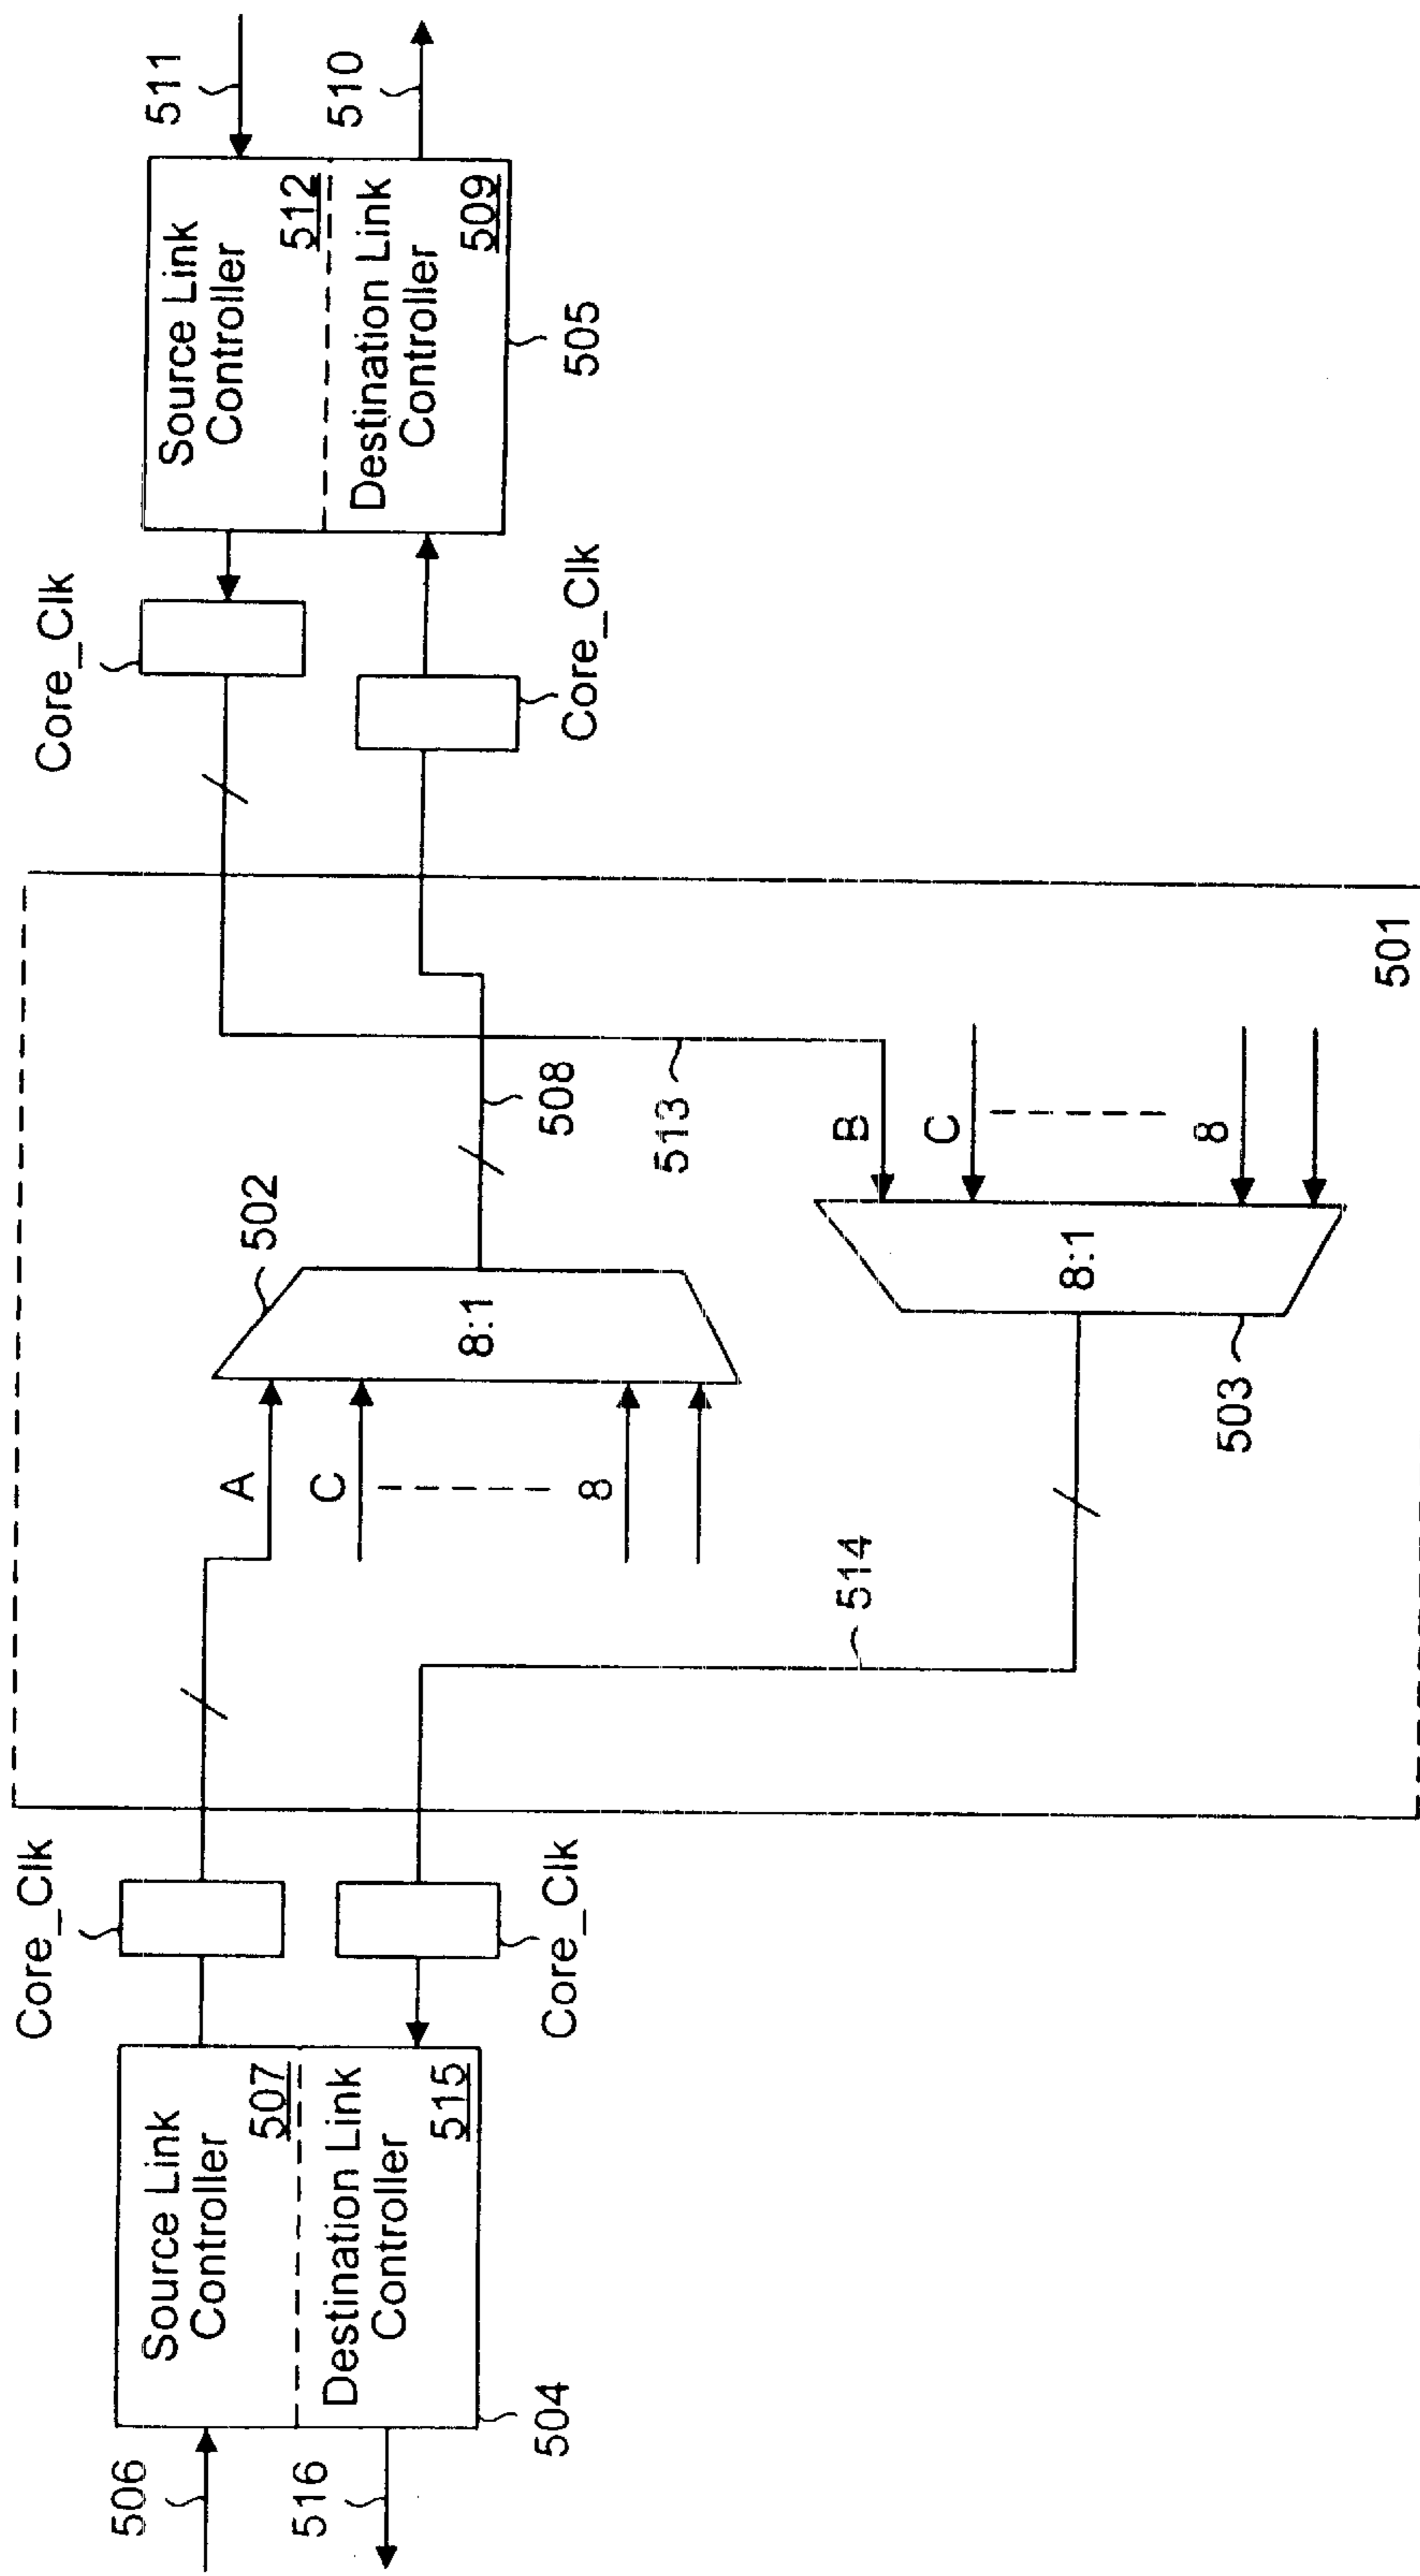 506
516
Source Link
Controller
507
Destination Link
Controller
515
504
Core_Clk
Core_Clk
501
A
C
8
8:1
502
508
514
513
B
C
8
8:1
503
Core_Clk
Core_Clk
Source Link
Controller
512
Destination Link
Controller
509
505
511
510